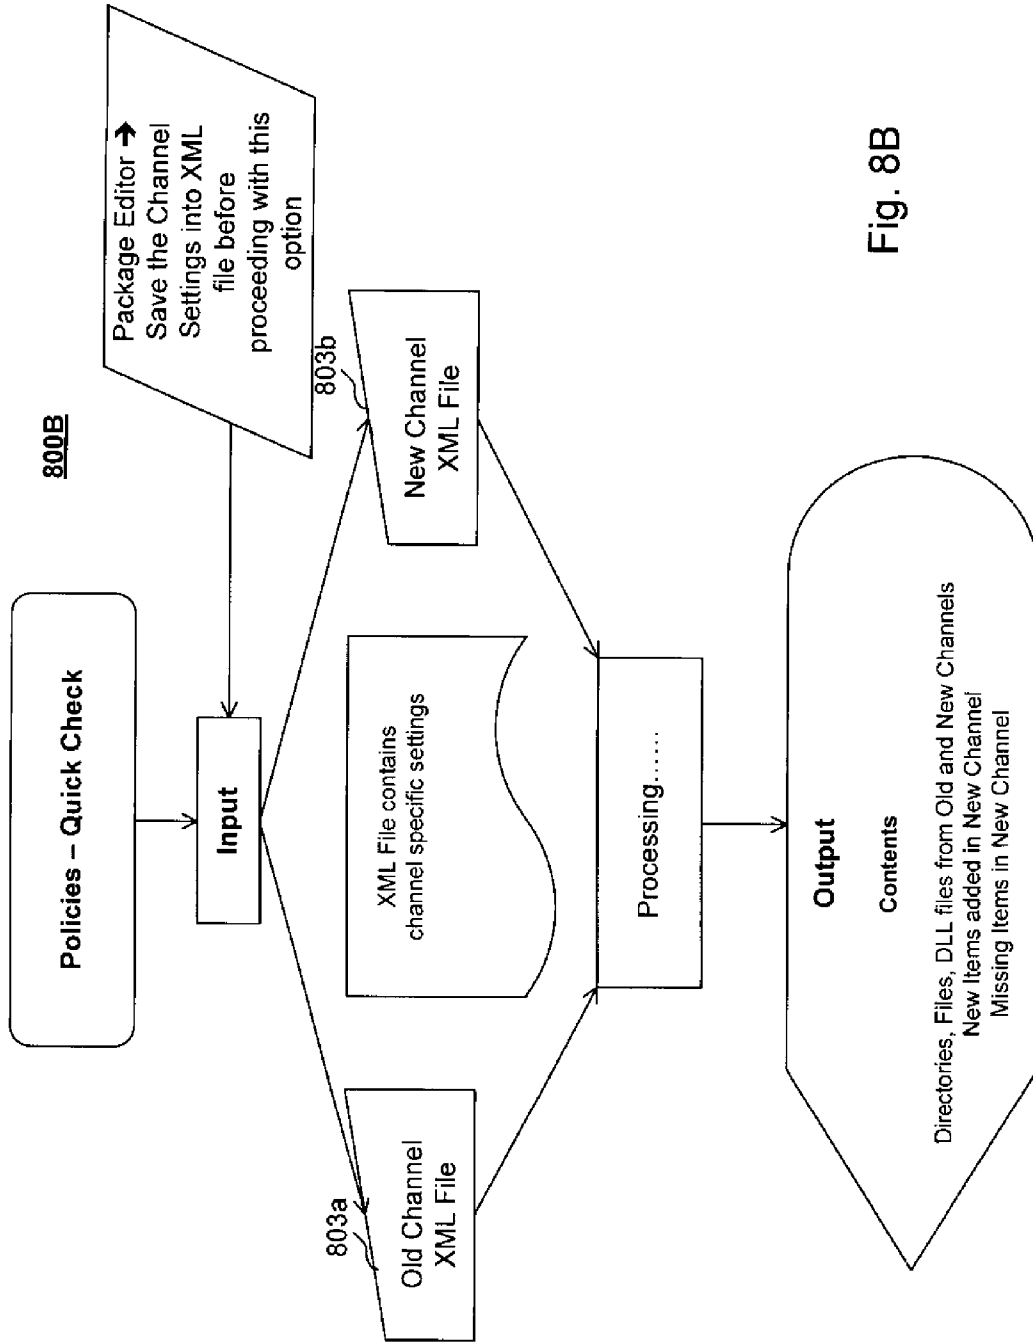 800B
Policies – Quick Check
Package Editor ➔
Save the Channel
Settings into XML
file before
proceeding with this
option
Input
803a
Old Channel
XML File
XML File contains
channel specific settings
803b
New Channel
XML File
Processing......
Output
Contents
Directories, Files, DLL files from Old and New Channels
New Items added in New Channel
Missing Items in New Channel
Fig. 8B